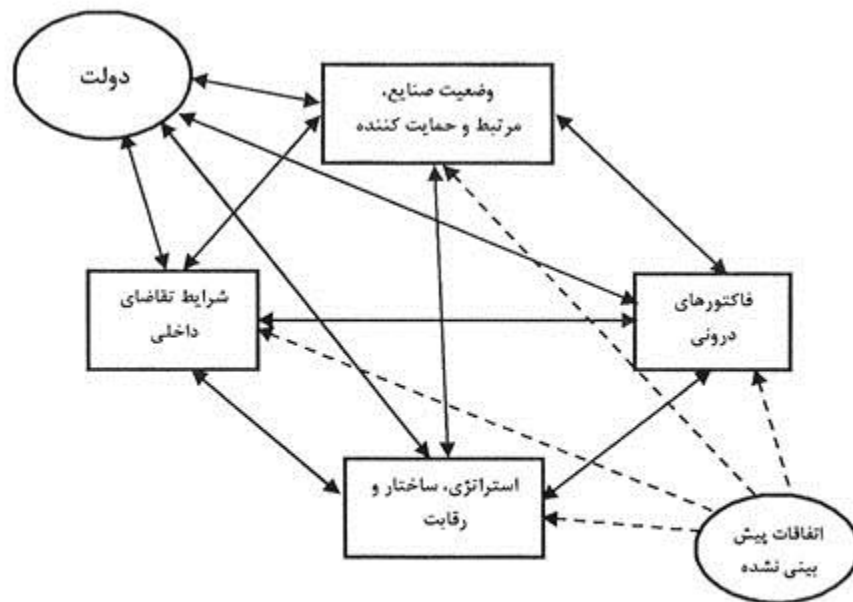 دولت
وضعیت صنایع،
مرتبط و حمایت کننده
شرایط تقاضای
داخلی
فاکتورهای
درونی
استراتژی، ساختار و
رقابت
اتفاقات پیش
بینی نشده